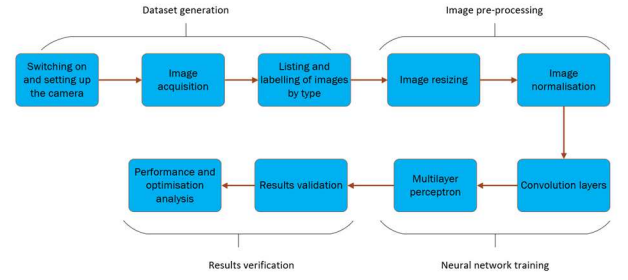 Dataset generation
Image pre-processing
Switching on
and setting up
the camera
Image
acquisition
Listing and
labelling of images
by type
Image resizing
Image
normalisation
Performance and
optimisation
analysis
Results validation
Multilayer
perceptron
Convolution layers
Results verification
Neural network training